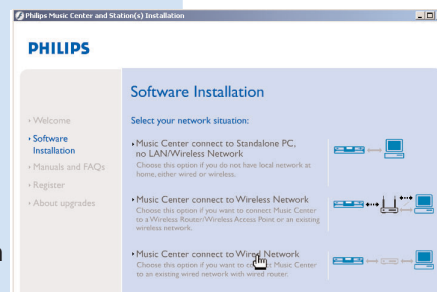 Philips Music Center and Station(s) Installation
PHILIPS
Software Installation
Select your network situation:
› Welcome
› Software
Installation
› Manuals and FAQs
› Register
› About upgrades
› Music Center connect to Standalone PC,
no LAN/Wireless Network
Choose this option if you do not have local network at
home, either wired or wireless.
› Music Center connect to Wireless Network
Choose this option if you want to connect Music Center
to a Wireless Router/Wireless Access Point or an existing
wireless network.
› Music Center connect to Wired Network
Choose this option if you want to connect Music Center
to an existing wired network with wired router.